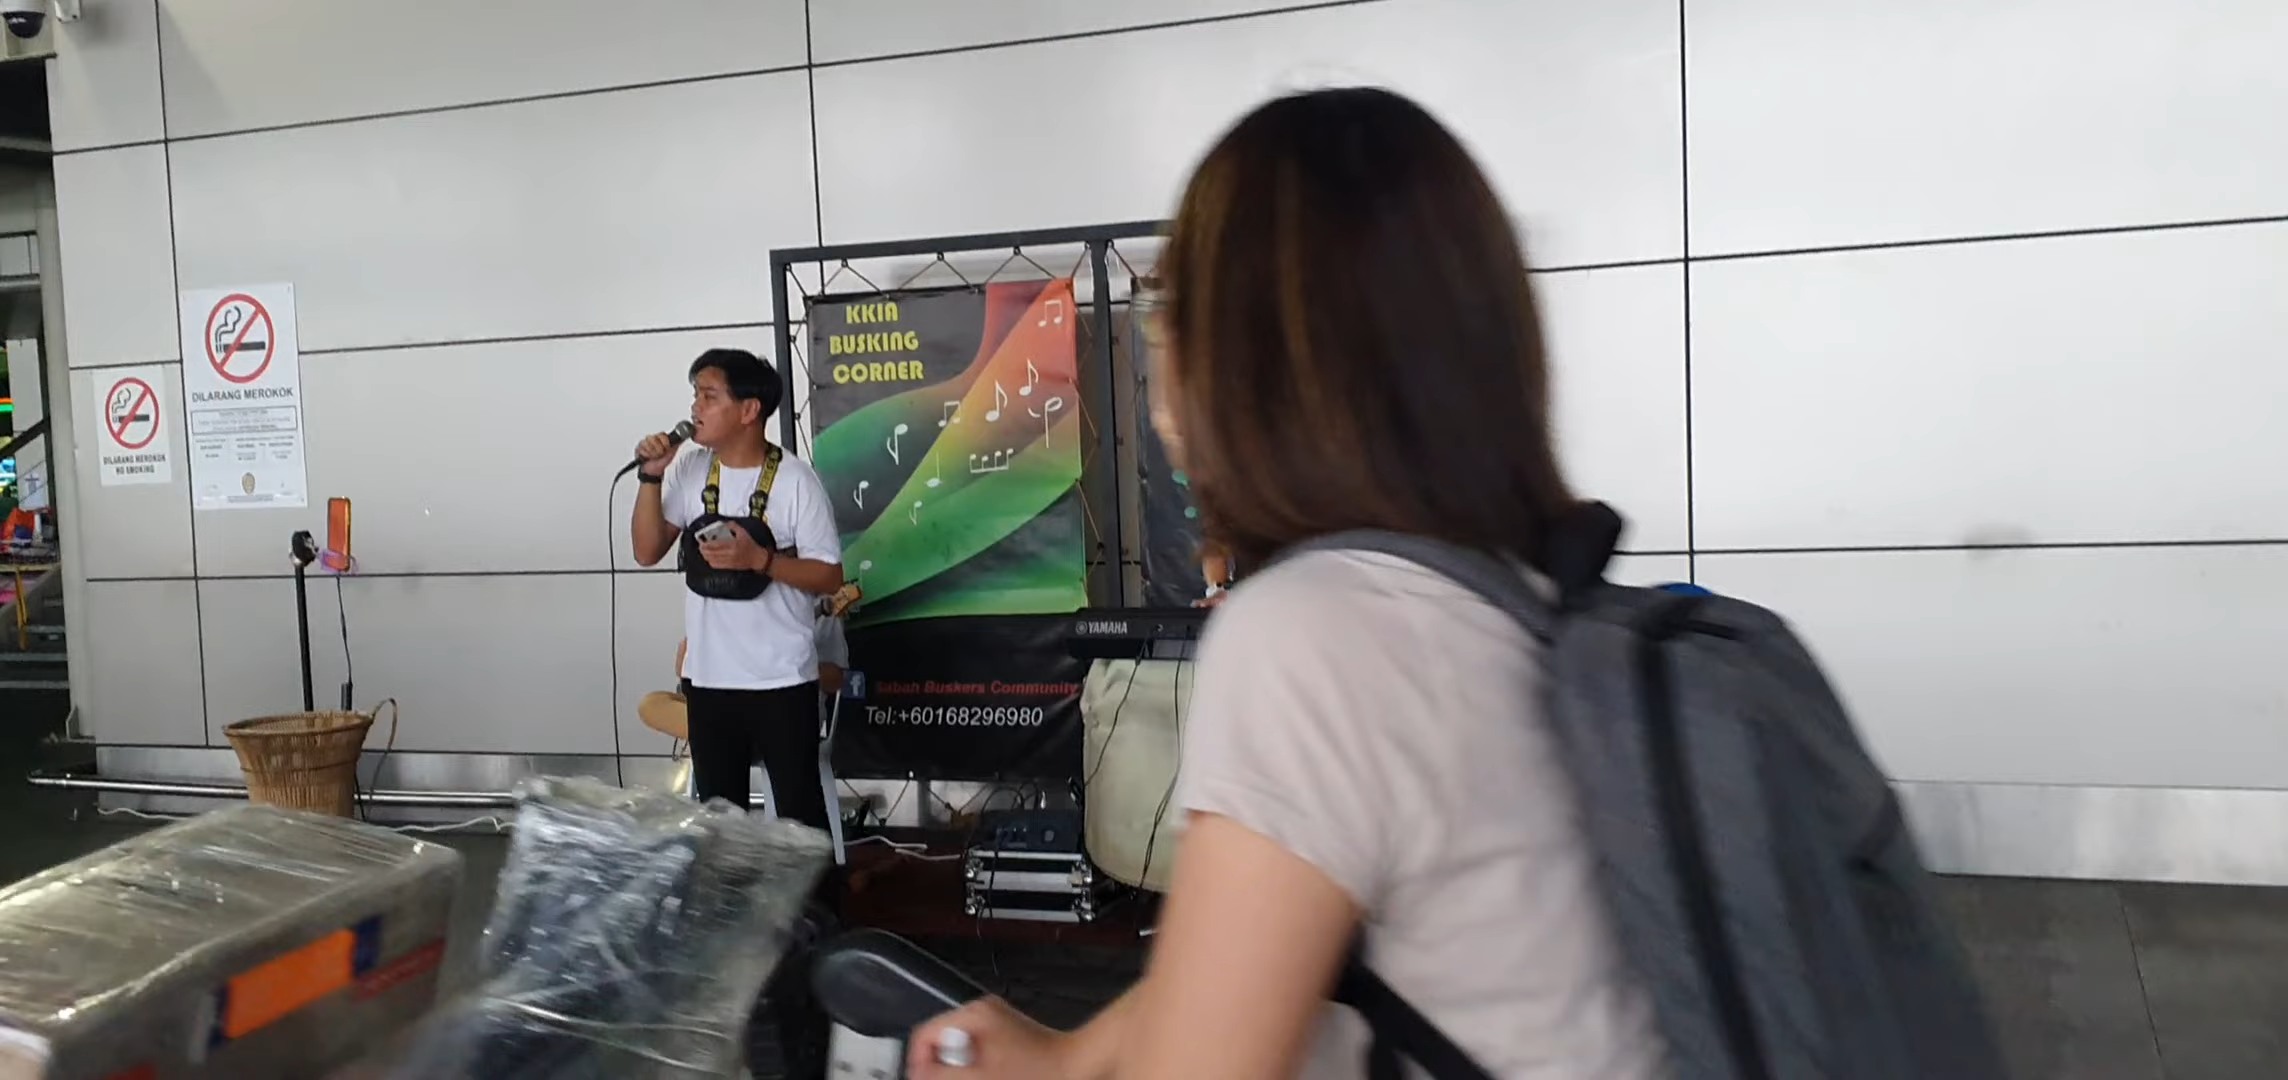 DILARANG MEROKOK
DILARANG MEROKOK
NO SMOKING
KKIA
BUSKING
CORNER
YAMAHA
f Sabah Buskers Community
Tel:+60168296980